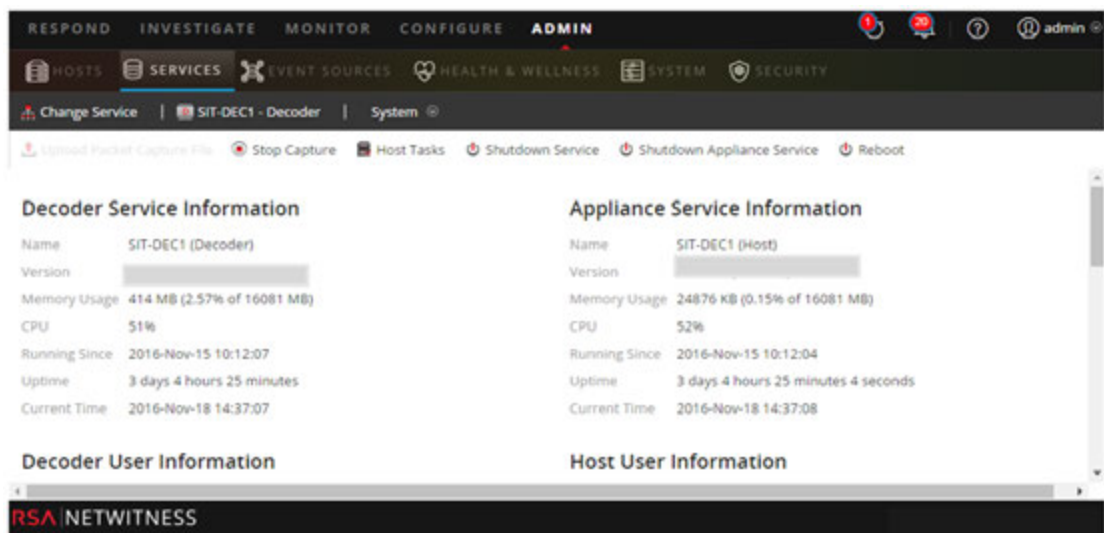 RESPOND INVESTIGATE MONITOR CONFIGURE ADMIN 1 20 ? admin
HOSTS SERVICES EVENT SOURCES HEALTH & WELLNESS SYSTEM SECURITY
Change Service | SIT-DEC1 - Decoder | System
Upload Packet Capture File Stop Capture Host Tasks Shutdown Service Shutdown Appliance Service Reboot
Decoder Service Information
Name SIT-DEC1 (Decoder)
Version
Memory Usage 414 MB (2.57% of 16081 MB)
CPU 51%
Running Since 2016-Nov-15 10:12:07
Uptime 3 days 4 hours 25 minutes
Current Time 2016-Nov-18 14:37:07
Appliance Service Information
Name SIT-DEC1 (Host)
Version
Memory Usage 24876 KB (0.15% of 16081 MB)
CPU 52%
Running Since 2016-Nov-15 10:12:04
Uptime 3 days 4 hours 25 minutes 4 seconds
Current Time 2016-Nov-18 14:37:08
Decoder User Information
Host User Information
RSA NETWITNESS